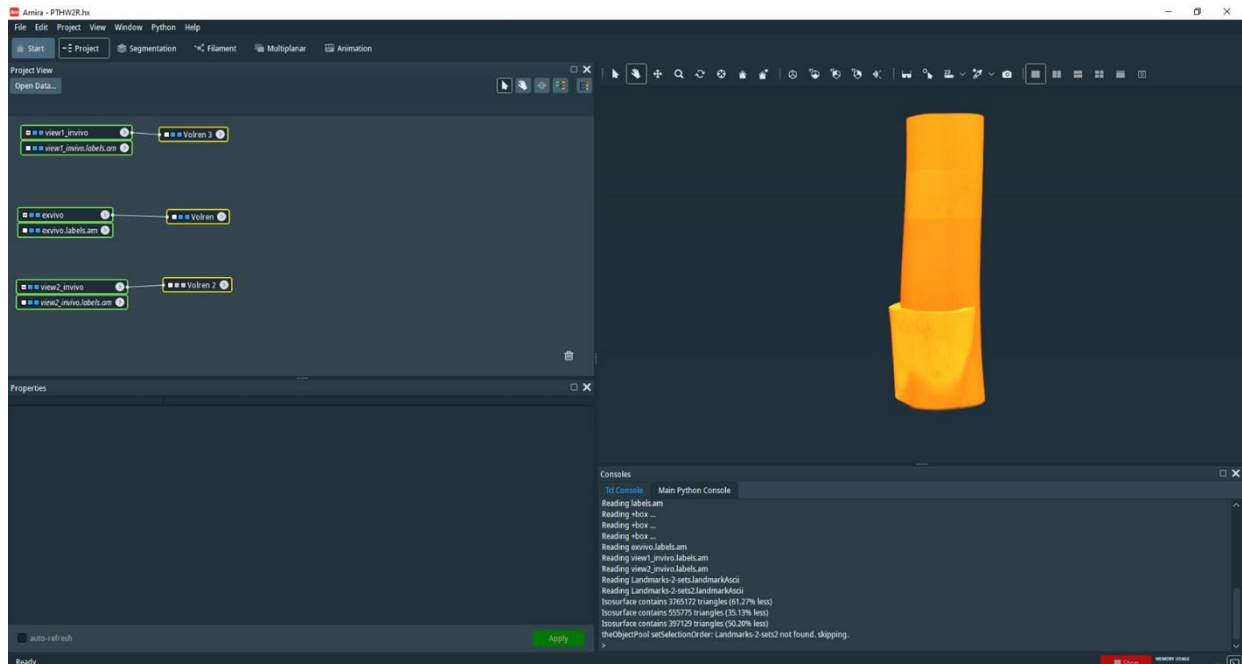 Amira - PTHW2R.hx
File Edit Project View Window Python Help
Start Project Segmentation Filament Multiplanar Animation
Project View
Open Data...
view1_invivo
Volren 3
view1_invivo.labels.am
exvivo
Volren
exvivo.labels.am
view2_invivo
Volren 2
view2_invivo.labels.am
Properties
auto-refresh
Apply
Ready
Consoles
Tcl Console Main Python Console
Reading labels.am
Reading +box ...
Reading +box ...
Reading +box ...
Reading exvivo.labels.am
Reading view1_invivo.labels.am
Reading view2_invivo.labels.am
Reading Landmarks-2-sets.landmarkAscii
Reading Landmarks-2-sets2.landmarkAscii
Isosurface contains 3765172 triangles (61.27% less)
Isosurface contains 555775 triangles (35.13% less)
Isosurface contains 397129 triangles (50.20% less)
theObjectPool setSelectionOrder: Landmarks-2-sets2 not found. skipping.
>
Stop
MEMORY USAGE